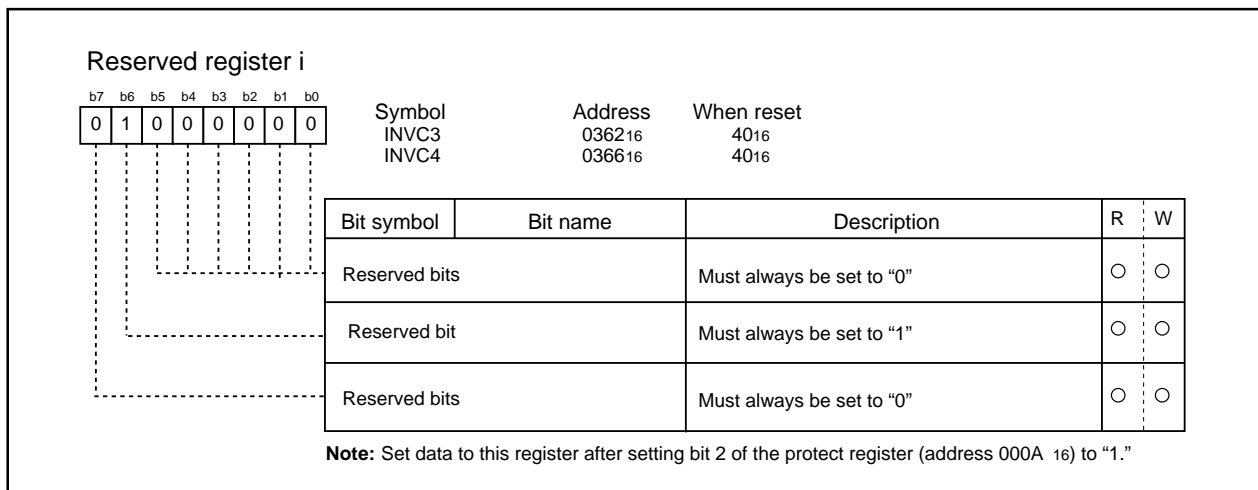 Reserved register i
b7 b6 b5 b4 b3 b2 b1 b0
0 1 0 0 0 0 0 0
Symbol Address When reset
INVC3 036216 4016
INVC4 036616 4016
Bit symbol Bit name Description R W
Reserved bits Must always be set to “0” ○ ○
Reserved bit Must always be set to “1” ○ ○
Reserved bits Must always be set to “0” ○ ○
Note: Set data to this register after setting bit 2 of the protect register (address 000A 16) to “1.”